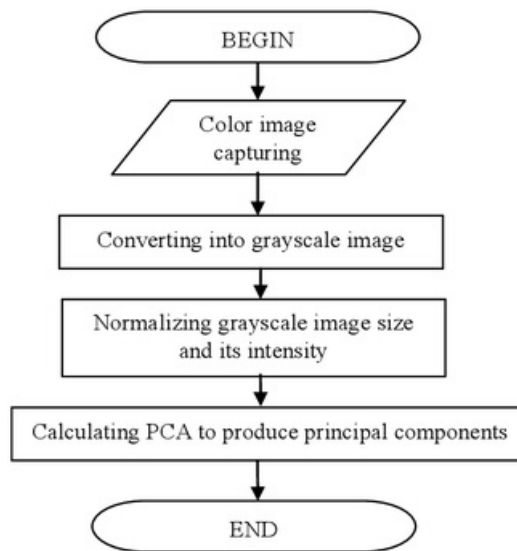 BEGIN
Color image
capturing
Converting into grayscale image
Normalizing grayscale image size
and its intensity
Calculating PCA to produce principal components
END